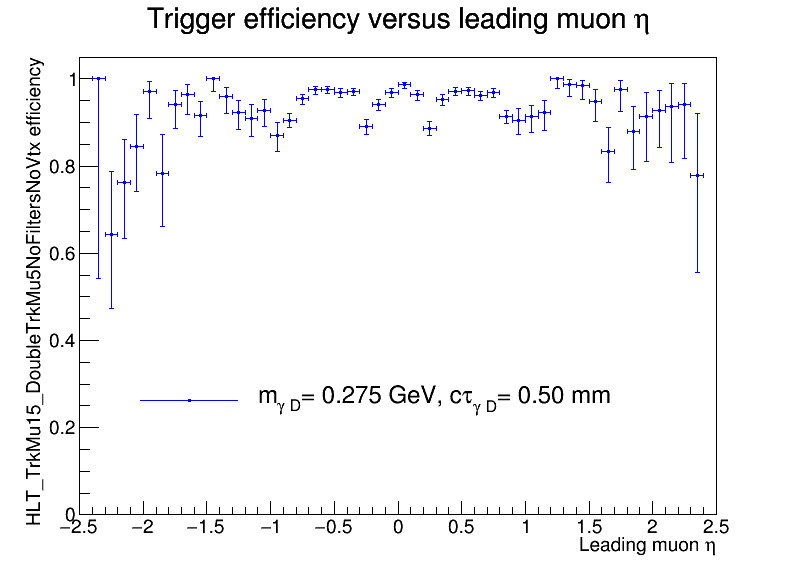 Trigger efficiency versus leading muon η
HLT_TrkMu15_DoubleTrkMu5NoFiltersNoVtx efficiency
1
0.8
0.6
0.4
0.2
0
m_γ D= 0.275 GeV, cτ_γ D= 0.50 mm
−2.5 −2 −1.5 −1 −0.5 0 0.5 1 1.5 2 2.5
Leading muon η